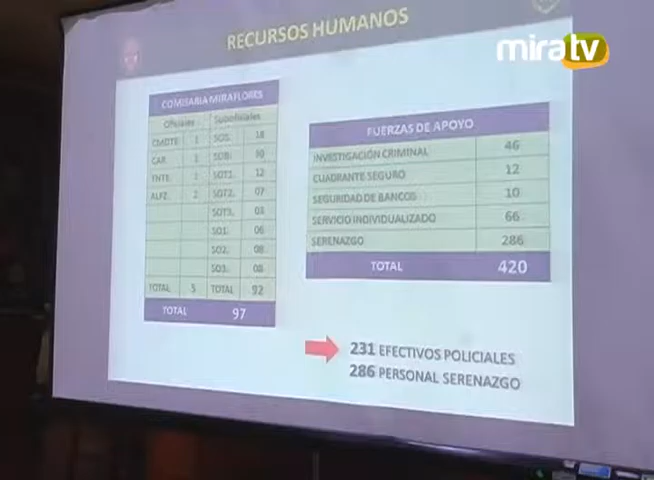 RECURSOS HUMANOS
miratv
COMISARIA MIRAFLORES
Oficiales Suboficiales
CMDTE 1 SOS. 18
CAP. 1 SOB.
TNTE. 1 SOT1. 12
ALFZ. 2 SOT2. 07
SOT3. 03
SO1. 06
SO2. 08
SO3. 08
TOTAL 5 TOTAL 92
TOTAL 97
FUERZAS DE APOYO
INVESTIGACIÓN CRIMINAL 46
CUADRANTE SEGURO 12
SEGURIDAD DE BANCOS 10
SERVICIO INDIVIDUALIZADO 66
SERENAZGO 286
TOTAL 420
231 EFECTIVOS POLICIALES
286 PERSONAL SERENAZGO